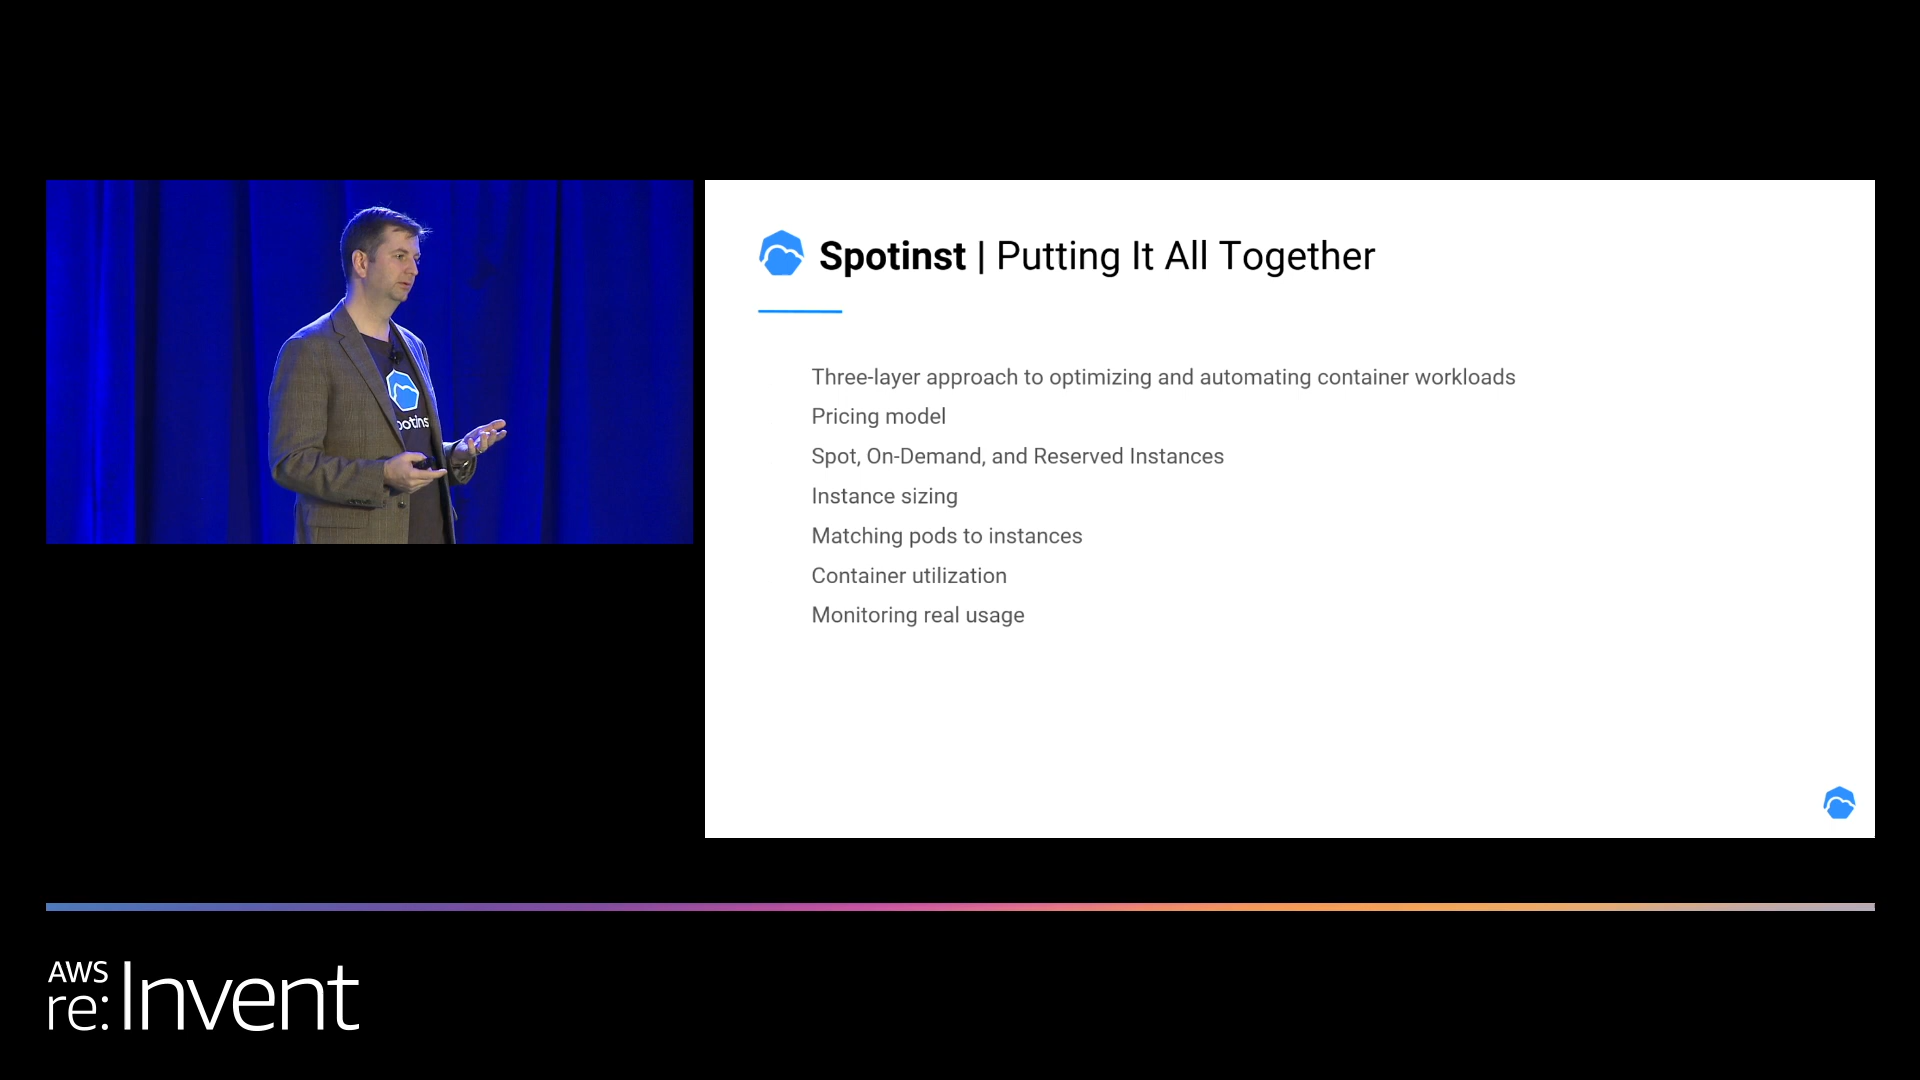 Spotinst | Putting It All Together
Three-layer approach to optimizing and automating container workloads
Pricing model
Spot, On-Demand, and Reserved Instances
Instance sizing
Matching pods to instances
Container utilization
Monitoring real usage
potins
AWS
re:Invent